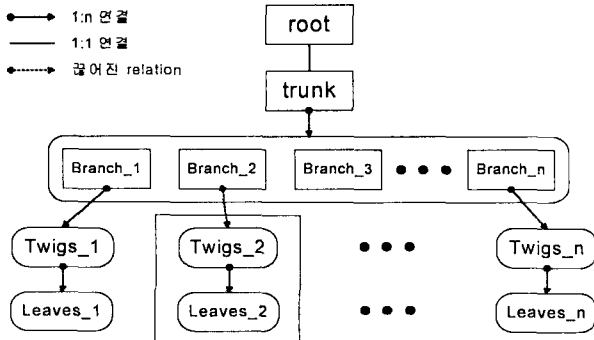 1:n 연결
1:1 연결
끊어진 relation
root
trunk
Branch_1 Branch_2 Branch_3 Branch_n
Twigs_1 Twigs_2 Twigs_n
Leaves_1 Leaves_2 Leaves_n